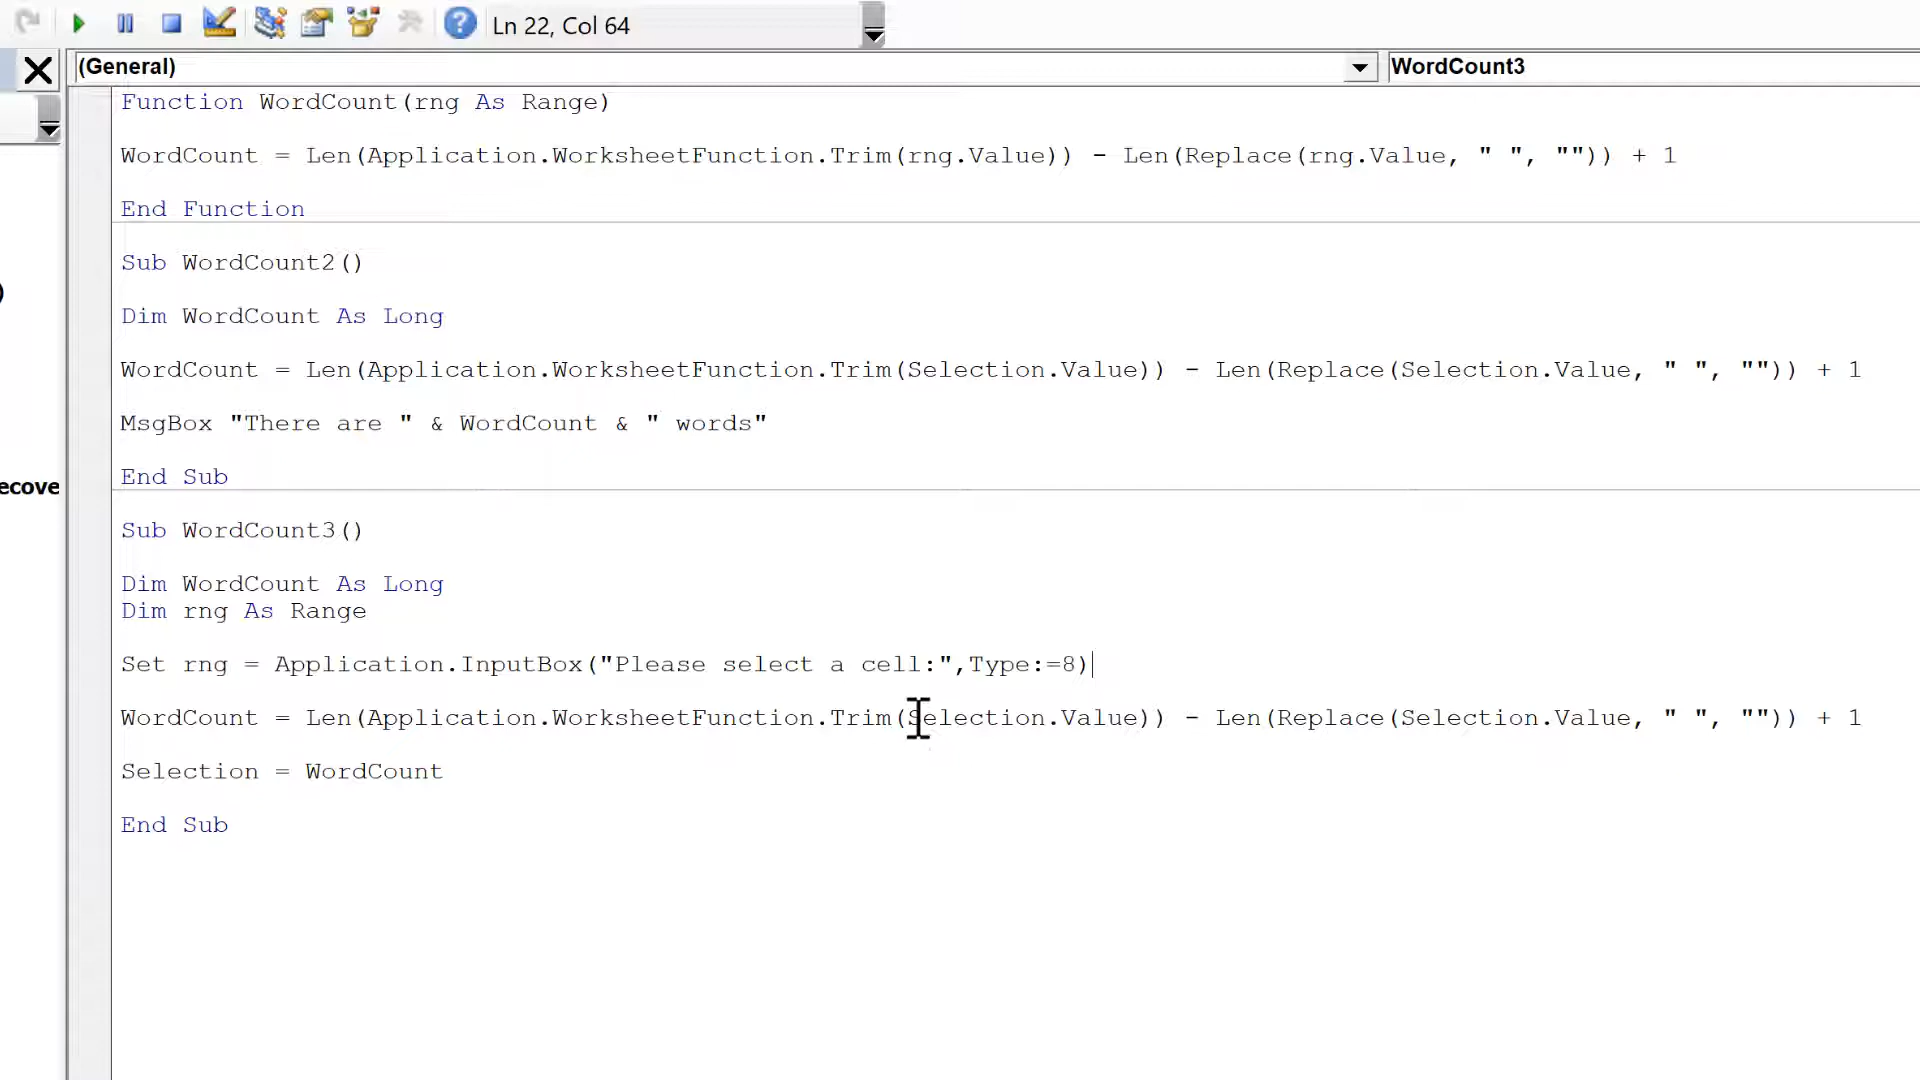 Ln 22, Col 64
(General)
WordCount3
Function WordCount(rng As Range)
WordCount = Len(Application.WorksheetFunction.Trim(rng.Value)) - Len(Replace(rng.Value, " ", "")) + 1
End Function
Sub WordCount2()
Dim WordCount As Long
WordCount = Len(Application.WorksheetFunction.Trim(Selection.Value)) - Len(Replace(Selection.Value, " ", "")) + 1
MsgBox "There are " & WordCount & " words"
End Sub
ecove
Sub WordCount3()
Dim WordCount As Long
Dim rng As Range
Set rng = Application.InputBox("Please select a cell:",Type:=8)
WordCount = Len(Application.WorksheetFunction.Trim(Selection.Value)) - Len(Replace(Selection.Value, " ", "")) + 1
Selection = WordCount
End Sub
)